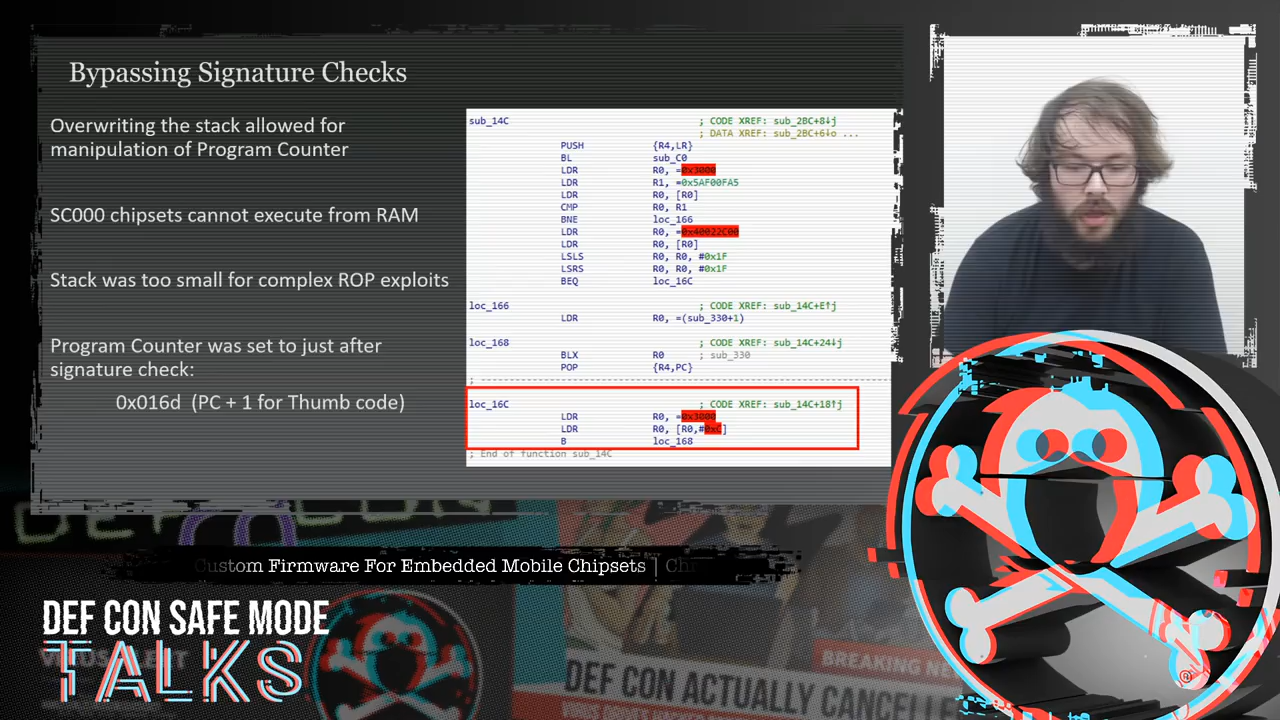 Bypassing Signature Checks
Overwriting the stack allowed for
manipulation of Program Counter
SC000 chipsets cannot execute from RAM
Stack was too small for complex ROP exploits
Program Counter was set to just after
signature check:
0x016d (PC + 1 for Thumb code)
sub_14C ; CODE XREF: sub_2BC+8↓j
; DATA XREF: sub_2BC+6↓o ...
PUSH {R4,LR}
BL sub_C0
LDR R0, =0x3000
LDR R1, =0x5AF00FA5
LDR R0, [R0]
CMP R0, R1
BNE loc_166
LDR R0, =0x40022C00
LDR R0, [R0]
LSLS R0, R0, #0x1F
LSRS R0, R0, #0x1F
BEQ loc_16C
loc_166 ; CODE XREF: sub_14C+E↑j
LDR R0, =(sub_330+1)
loc_168 ; CODE XREF: sub_14C+24↓j
BLX R0 ; sub_330
POP {R4,PC}
; ---------------------------------------------------------------------------
loc_16C ; CODE XREF: sub_14C+18↑j
LDR R0, =0x3000
LDR R0, [R0,#0xC]
B loc_168
; End of function sub_14C
Custom Firmware For Embedded Mobile Chipsets | Chr
DEF CON SAFE MODE
TALKS
BREAKING NE
DEF CON ACTUALLY CANCELLE